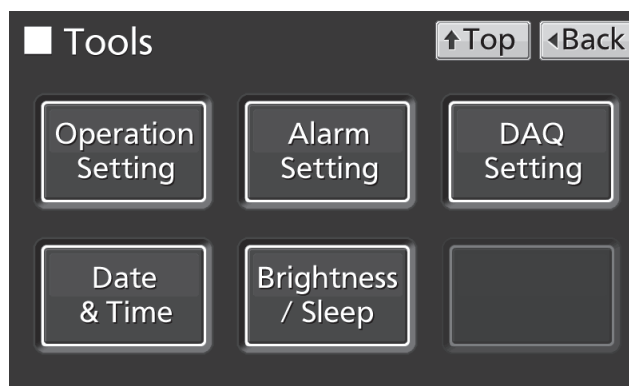 Tools
Top
Back
Operation
Setting
Alarm
Setting
DAQ
Setting
Date
& Time
Brightness
/ Sleep